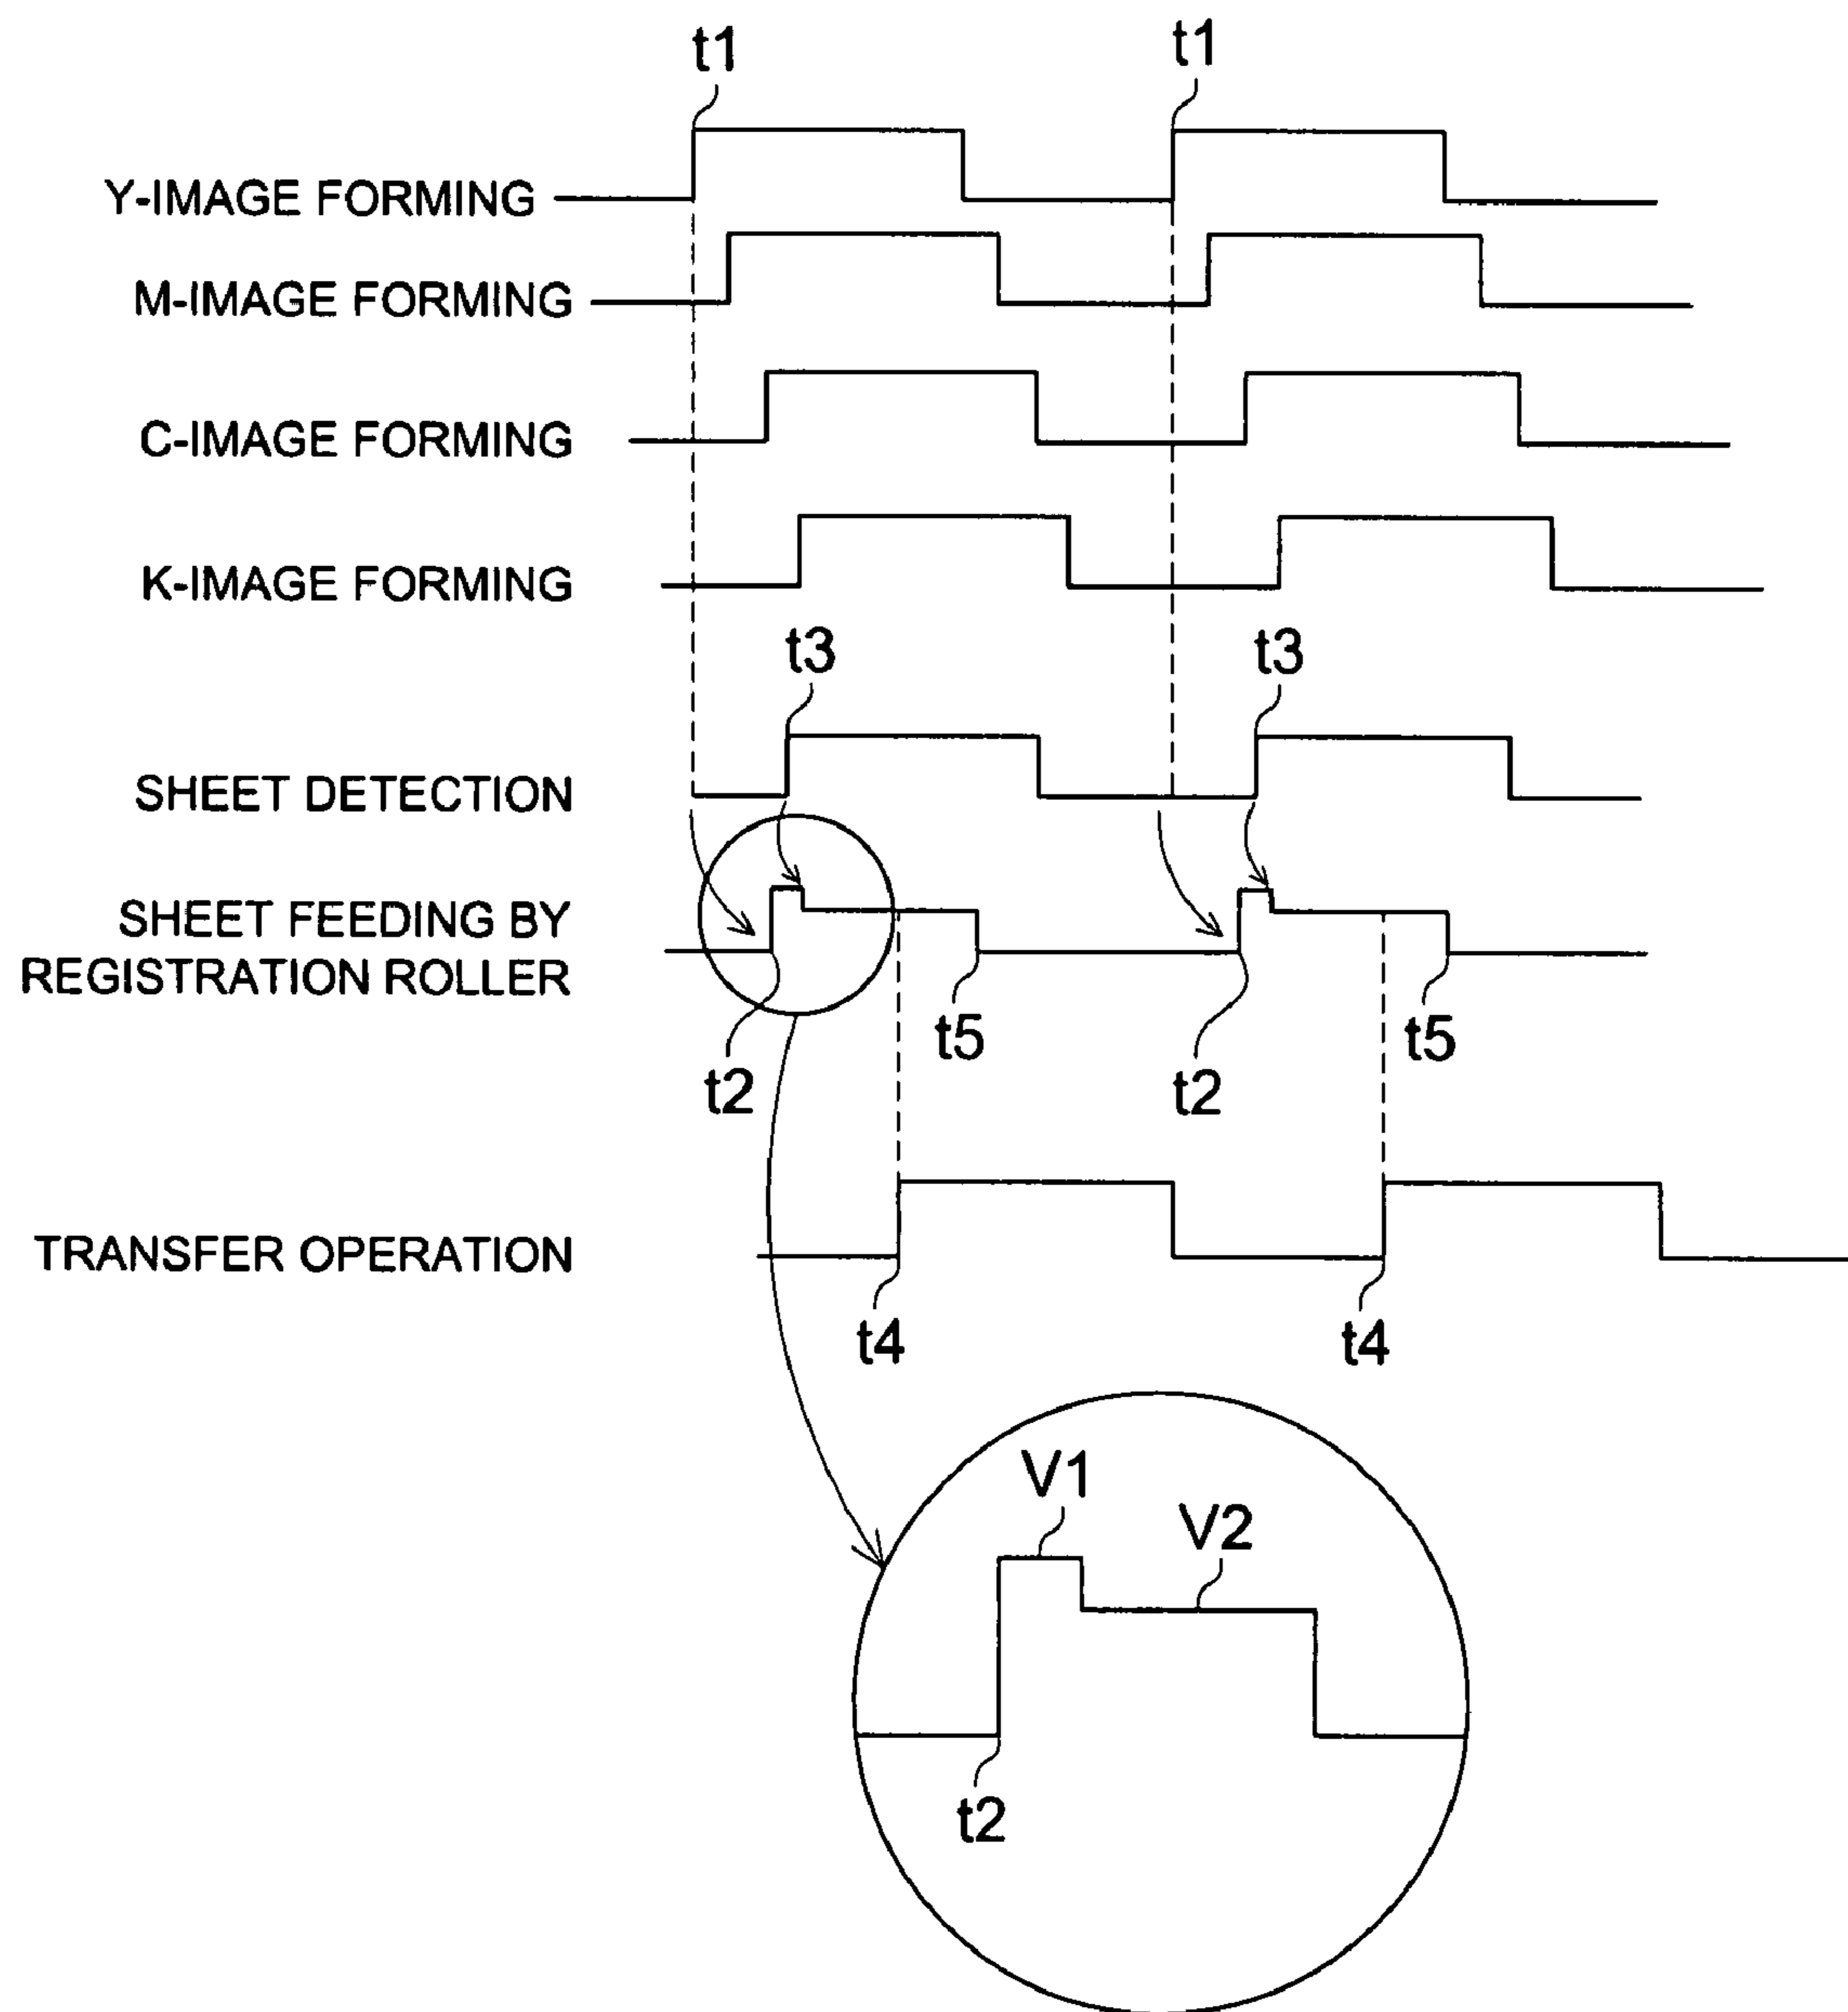 t1 t1
Y-IMAGE FORMING
M-IMAGE FORMING
C-IMAGE FORMING
K-IMAGE FORMING
t3 t3
SHEET DETECTION
SHEET FEEDING BY
REGISTRATION ROLLER
t5 t5
t2 t2
TRANSFER OPERATION
t4 t4
V1
V2
t2